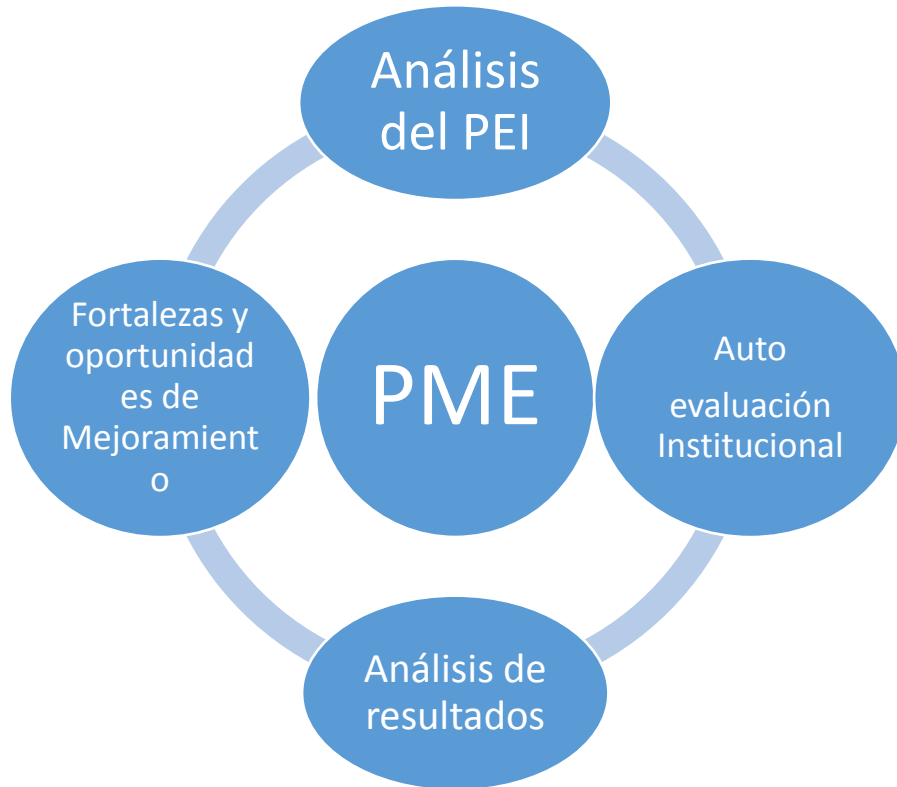 Análisis
del PEI
Fortalezas y
oportunidad
es de
Mejoramient
o
PME
Auto
evaluación
Institucional
Análisis de
resultados